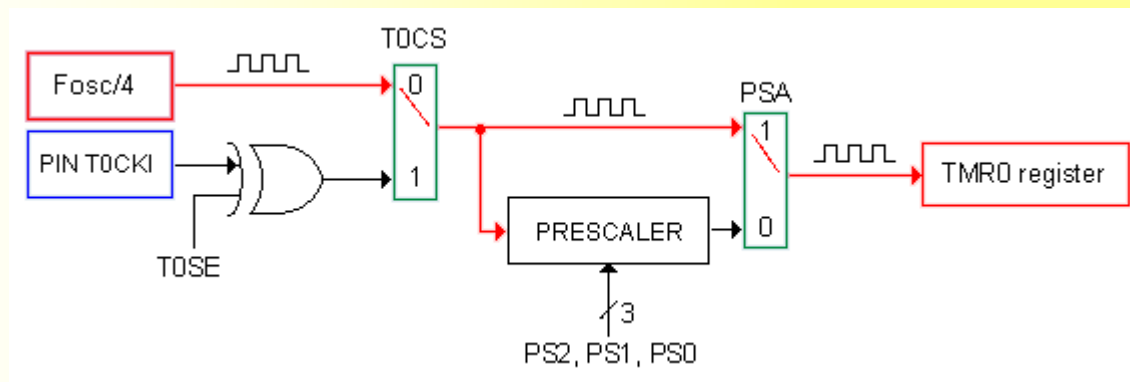 T0CS
Fosc/4
0
PSA
1
PIN T0CKI
TMR0 register
1
PRESCALER
0
T0SE
3
PS2, PS1, PS0